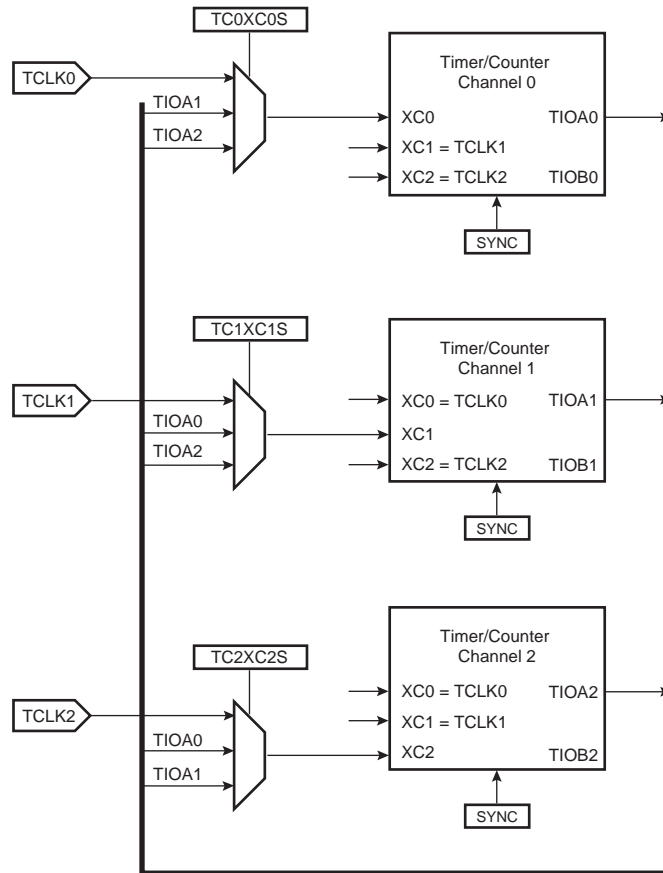 TC0XC0S
TCLK0
TIOA1
TIOA2
Timer/Counter
Channel 0
XC0
TIOA0
XC1 = TCLK1
XC2 = TCLK2
TIOB0
SYNC
TC1XC1S
TCLK1
TIOA0
TIOA2
Timer/Counter
Channel 1
XC0 = TCLK0
TIOA1
XC1
XC2 = TCLK2
TIOB1
SYNC
TC2XC2S
TCLK2
TIOA0
TIOA1
Timer/Counter
Channel 2
XC0 = TCLK0
TIOA2
XC1 = TCLK1
XC2
TIOB2
SYNC